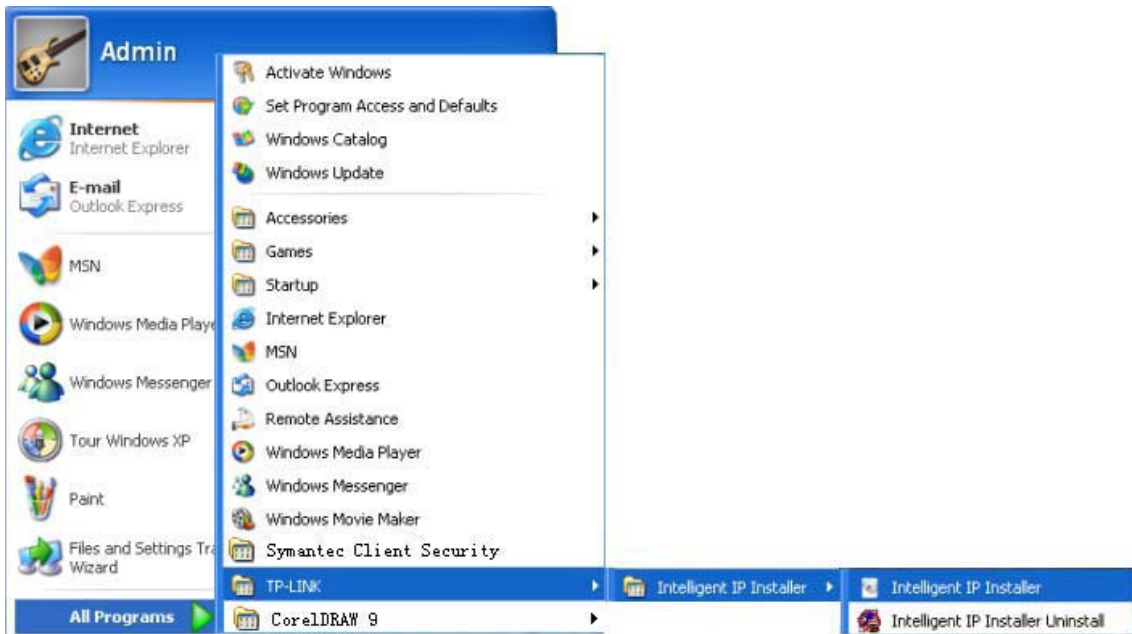 Admin
Internet
Internet Explorer
E-mail
Outlook Express
MSN
Windows Media Playe
Windows Messenger
Tour Windows XP
Paint
Files and Settings Tra
Wizard
All Programs
Activate Windows
Set Program Access and Defaults
Windows Catalog
Windows Update
Accessories
Games
Startup
Internet Explorer
MSN
Outlook Express
Remote Assistance
Windows Media Player
Windows Messenger
Windows Movie Maker
Symantec Client Security
TP-LINK
CorelDRAW 9
Intelligent IP Installer
Intelligent IP Installer
Intelligent IP Installer Uninstall